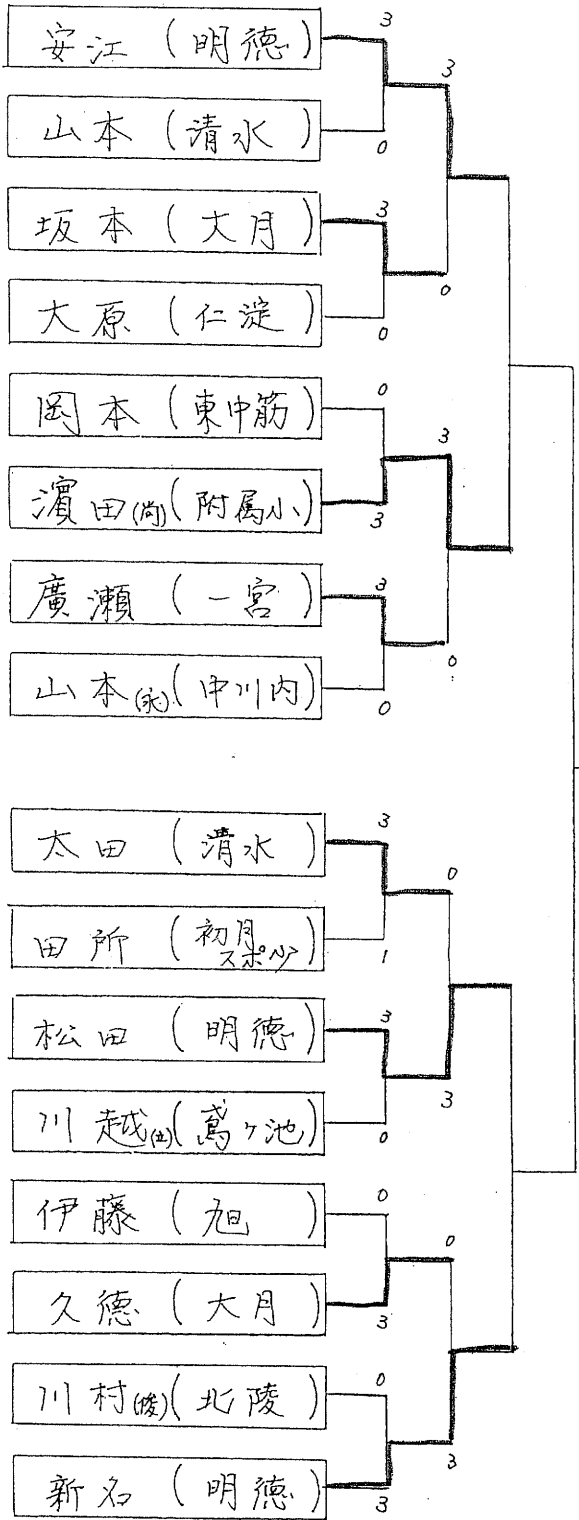 安江（明徳）
3
3
山本（清水）
0
坂本（大月）
3
0
大原（仁淀）
0
岡本（東中筋）
0
3
濱田(尚)（附属小）
3
廣瀬（一宮）
3
0
山本(永)（中川内）
0
太田（清水）
3
0
田所（初月スポ少）
1
松田（明徳）
3
3
川越(立)（鳶ヶ池）
0
伊藤（旭）
0
0
久徳（大月）
3
川村(俊)（北陵）
0
3
新名（明徳）
3